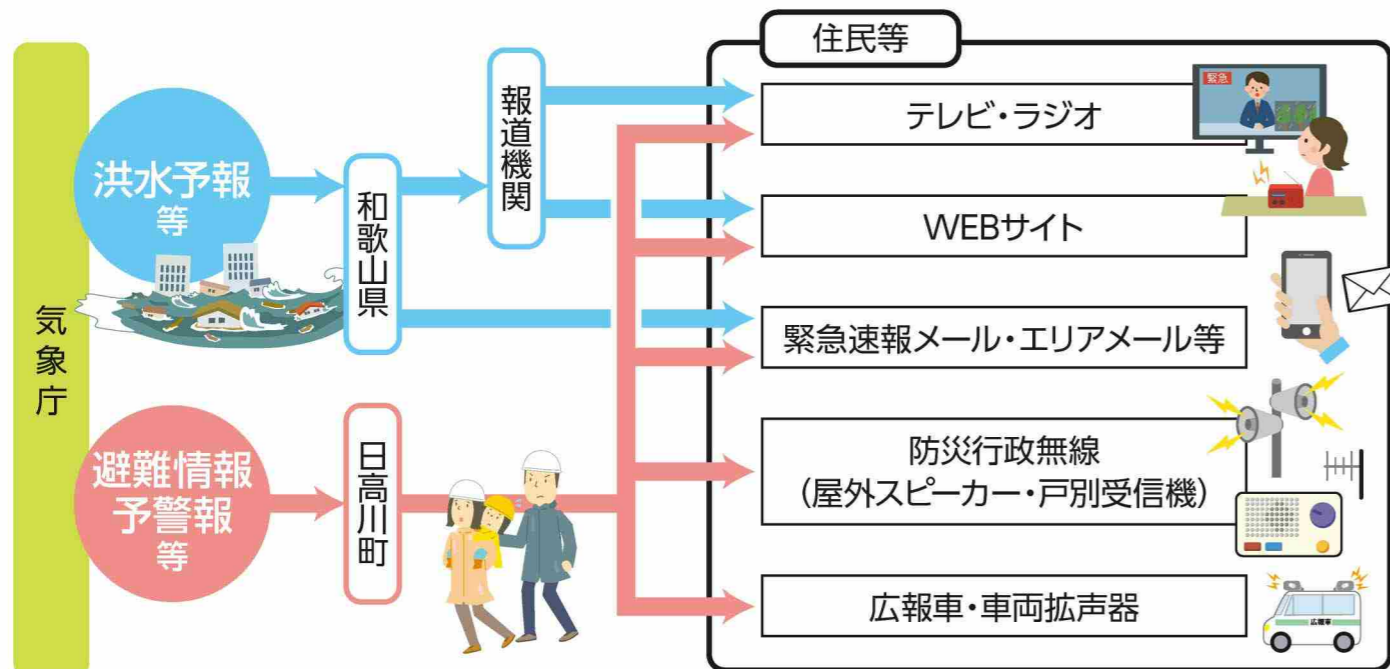 気象庁
洪水予報
等
避難情報
予警報
等
和歌山県
日高川町
報道機関
住民等
テレビ・ラジオ
緊急
WEBサイト
緊急速報メール・エリアメール等
防災行政無線
（屋外スピーカー・戸別受信機）
広報車・車両拡声器
広報車